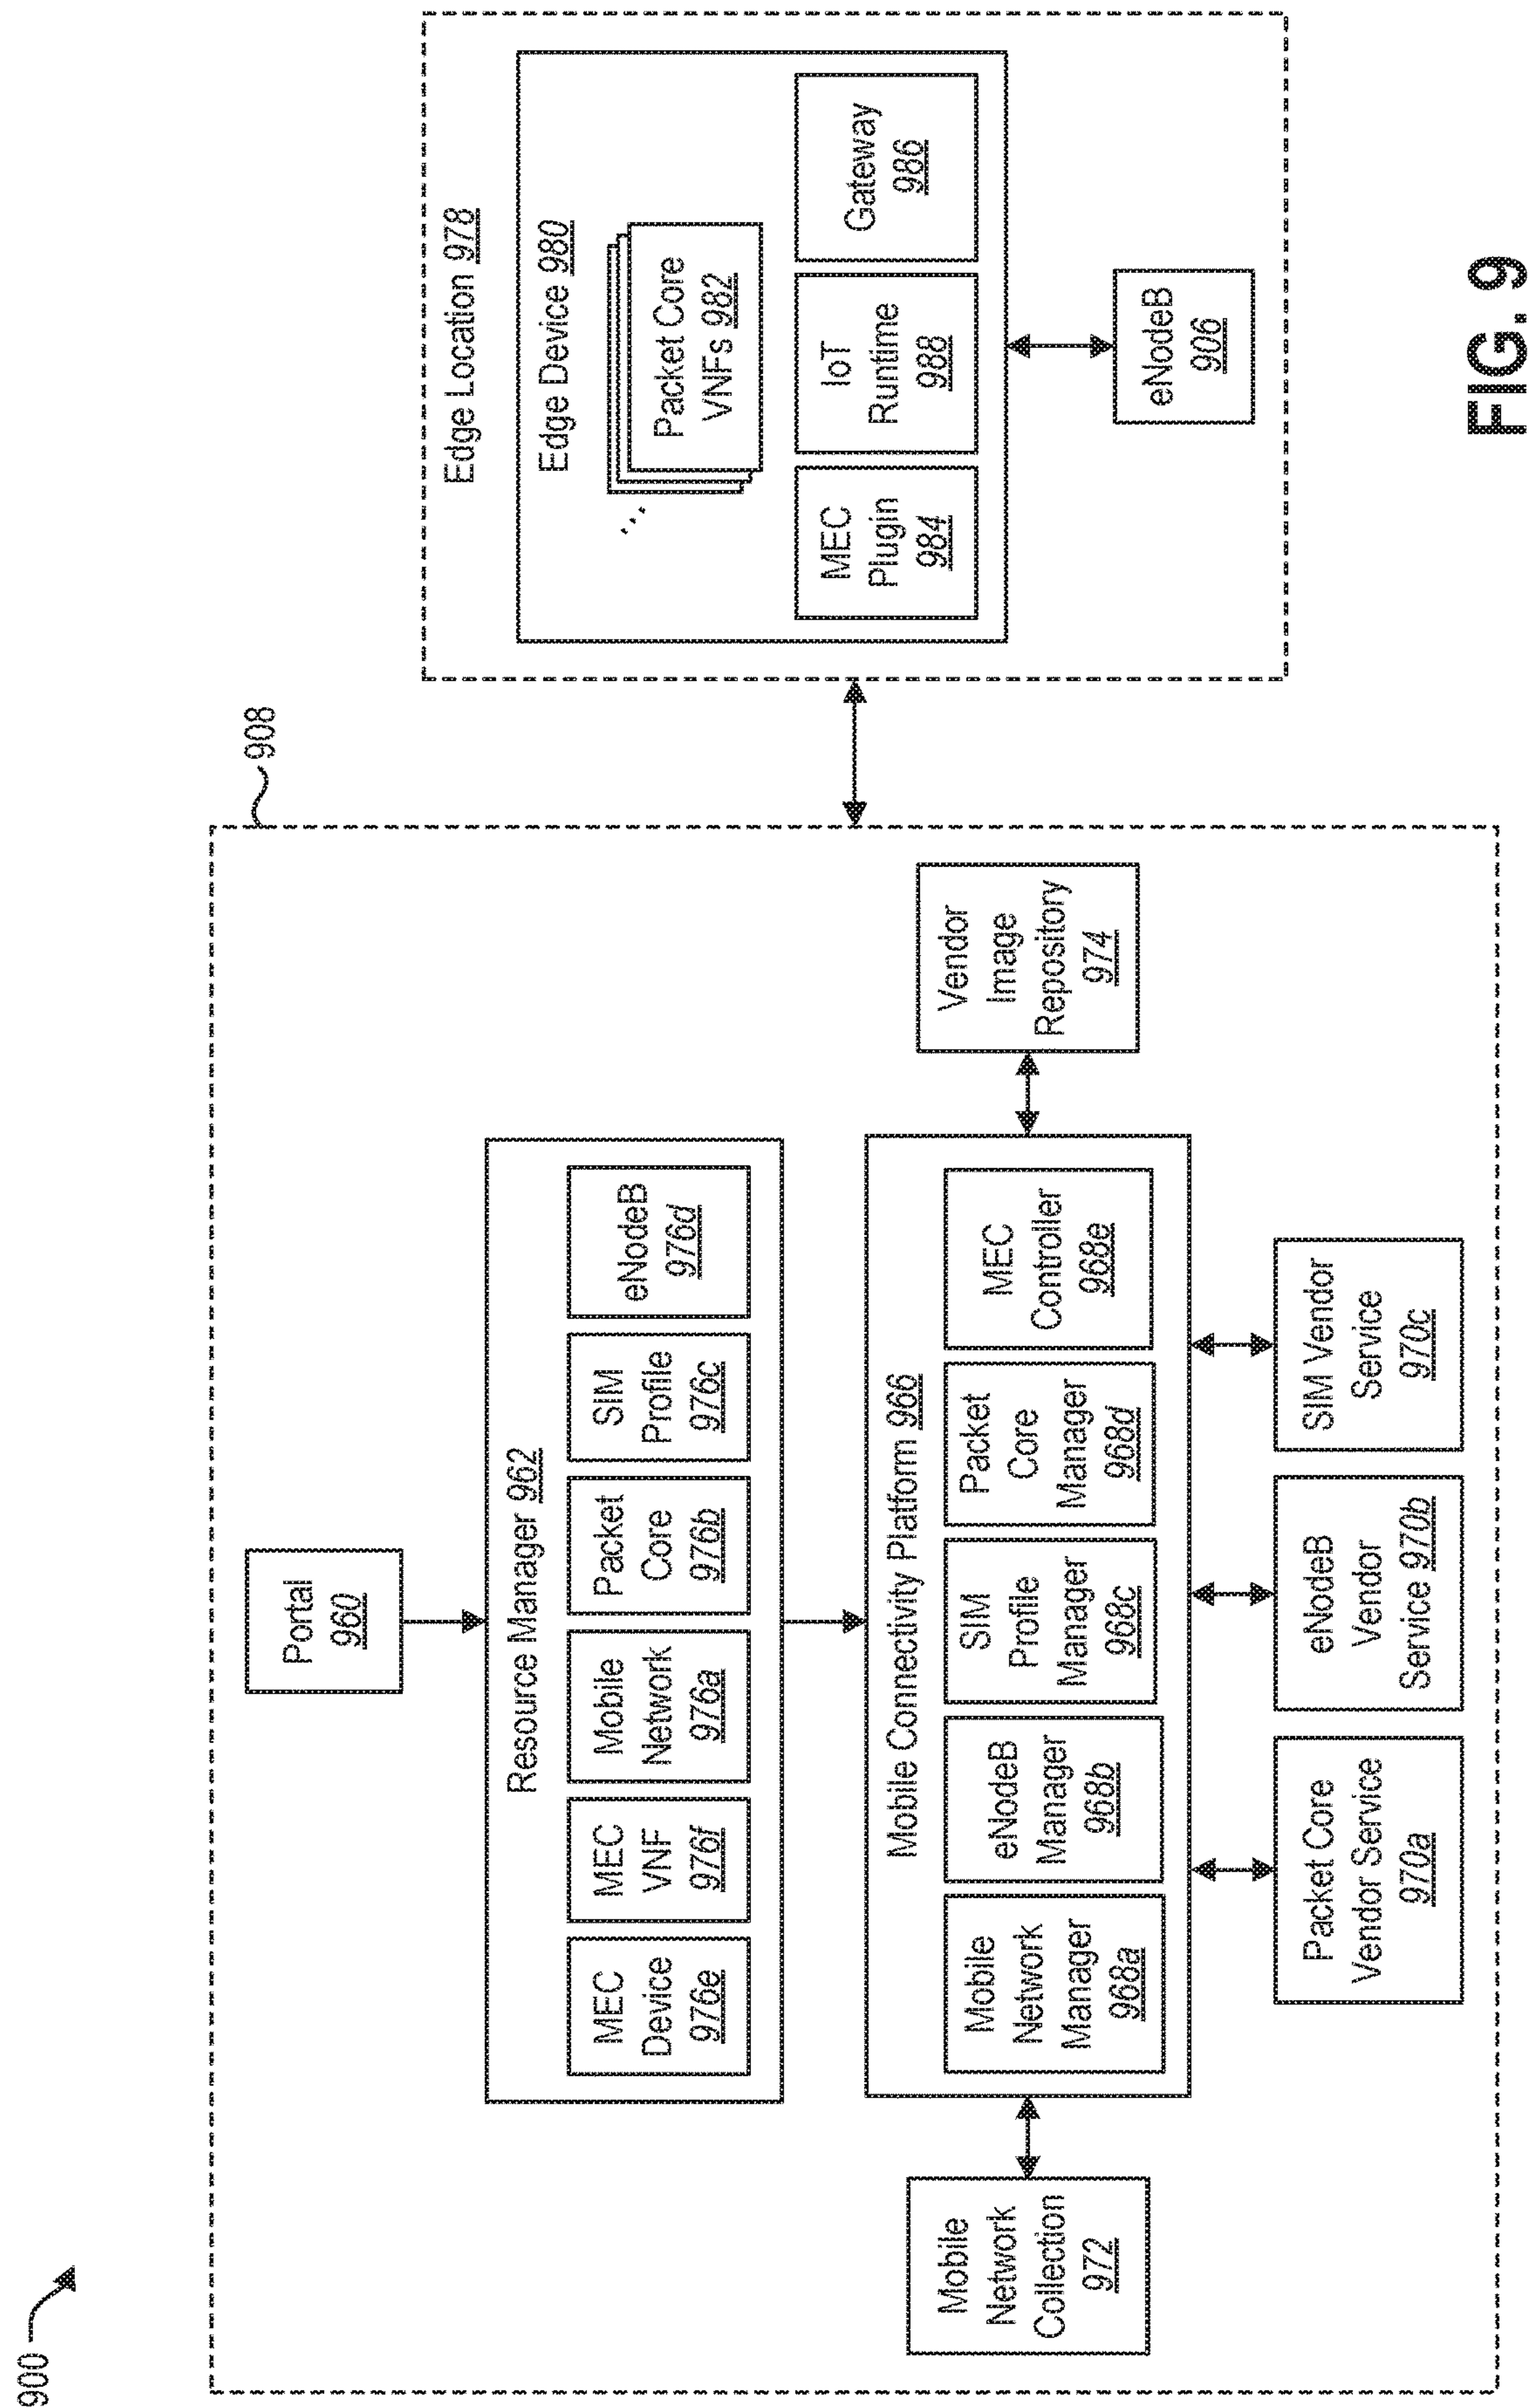 900
908
Portal
960
Resource Manager 962
MEC
Device
976e
MEC
VNF
976f
Mobile
Network
976a
Packet
Core
976b
SIM
Profile
976c
eNodeB
976d
Mobile Connectivity Platform 966
Mobile
Network
Manager
968a
eNodeB
Manager
968b
SIM
Profile
Manager
968c
Packet
Core
Manager
968d
MEC
Controller
968e
Mobile
Network
Collection
972
Vendor
Image
Repository
974
Packet Core
Vendor Service
970a
eNodeB
Vendor
Service 970b
SIM Vendor
Service
970c
Edge Location 978
Edge Device 980
Packet Core
VNFs 982
...
MEC
Plugin
984
IoT
Runtime
988
Gateway
986
eNodeB
906
FIG. 9